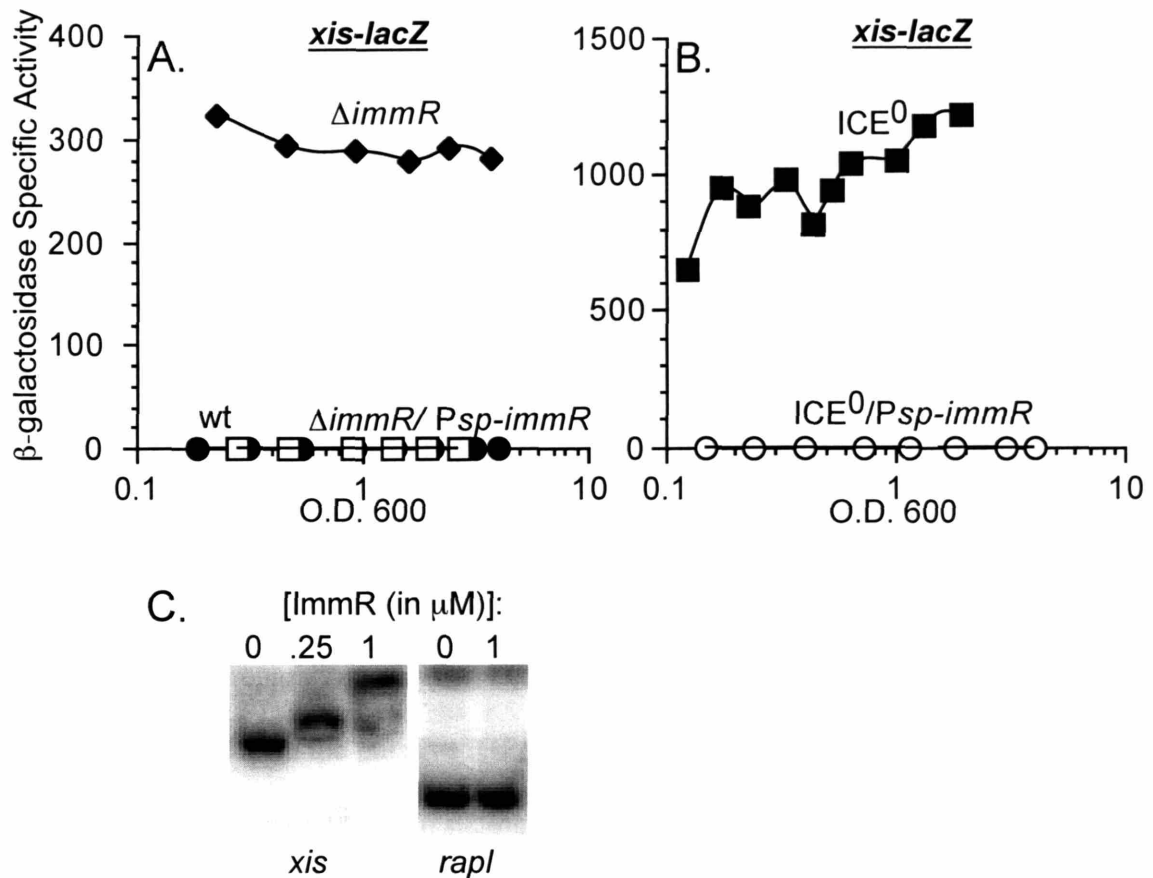 A.
xis-lacZ
β-galactosidase Specific Activity
400
300
200
100
0
ΔimmR
wt
ΔimmR/ Psp-immR
0.1
1
10
O.D. 600
B.
xis-lacZ
1500
1000
500
0
ICE⁰
ICE⁰/Psp-immR
0.1
1
10
O.D. 600
C.
[ImmR (in μM)]:
0 .25 1 0 1
xis rapI